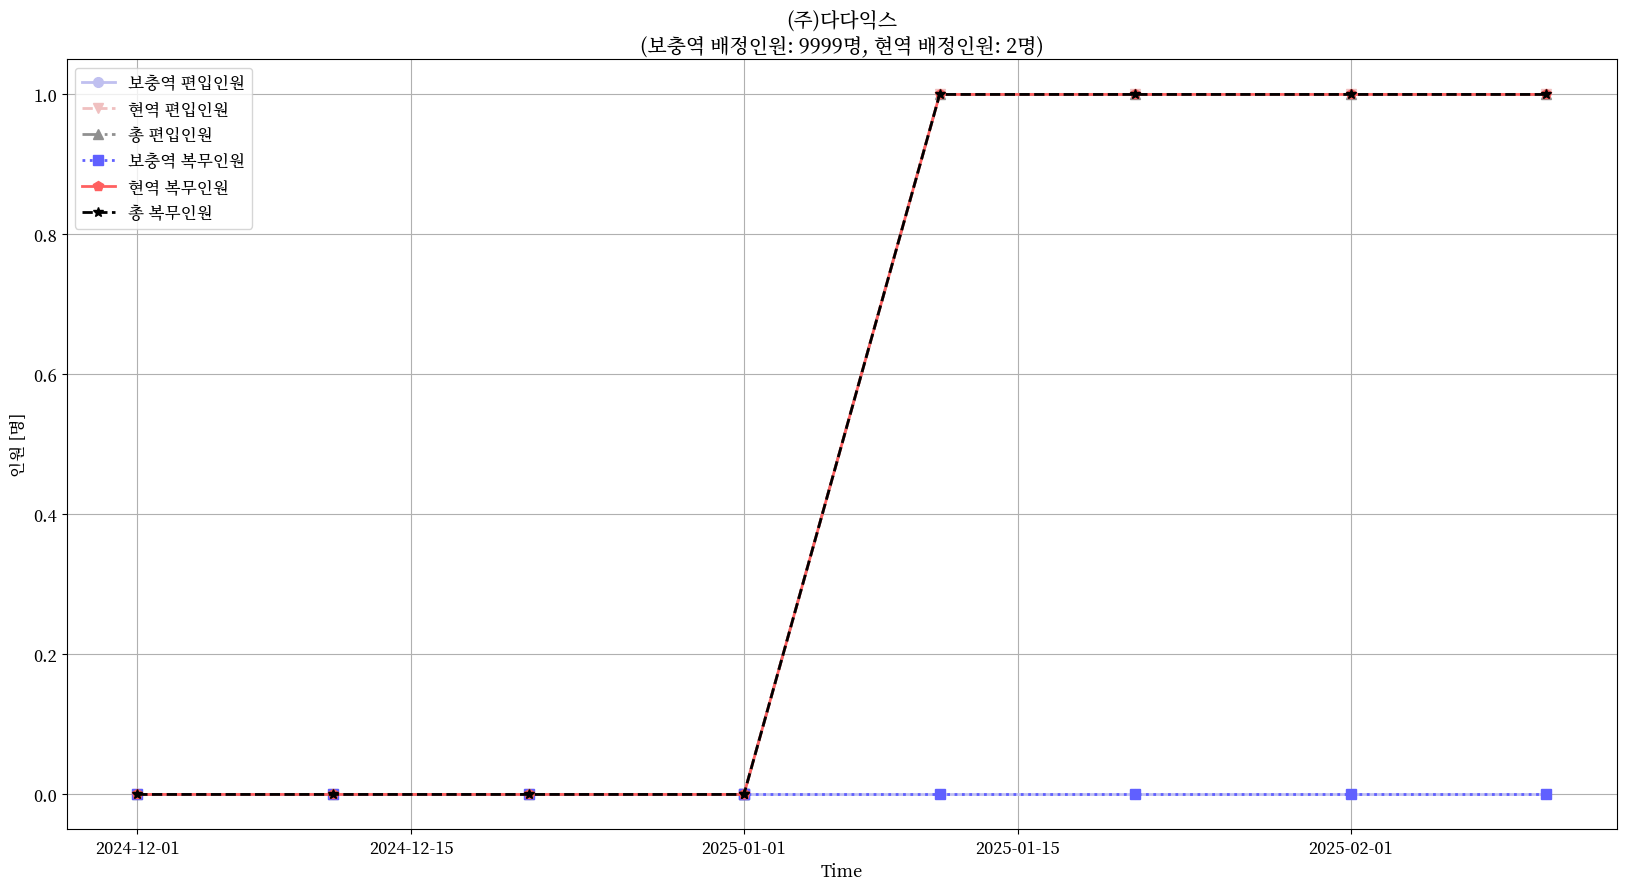 (주)다다익스
(보충역 배정인원: 9999명, 현역 배정인원: 2명)
보충역 편입인원
현역 편입인원
총 편입인원
보충역 복무인원
현역 복무인원
총 복무인원
인원 [명]
1.0
0.8
0.6
0.4
0.2
0.0
2024-12-01
2024-12-15
2025-01-01
2025-01-15
2025-02-01
Time